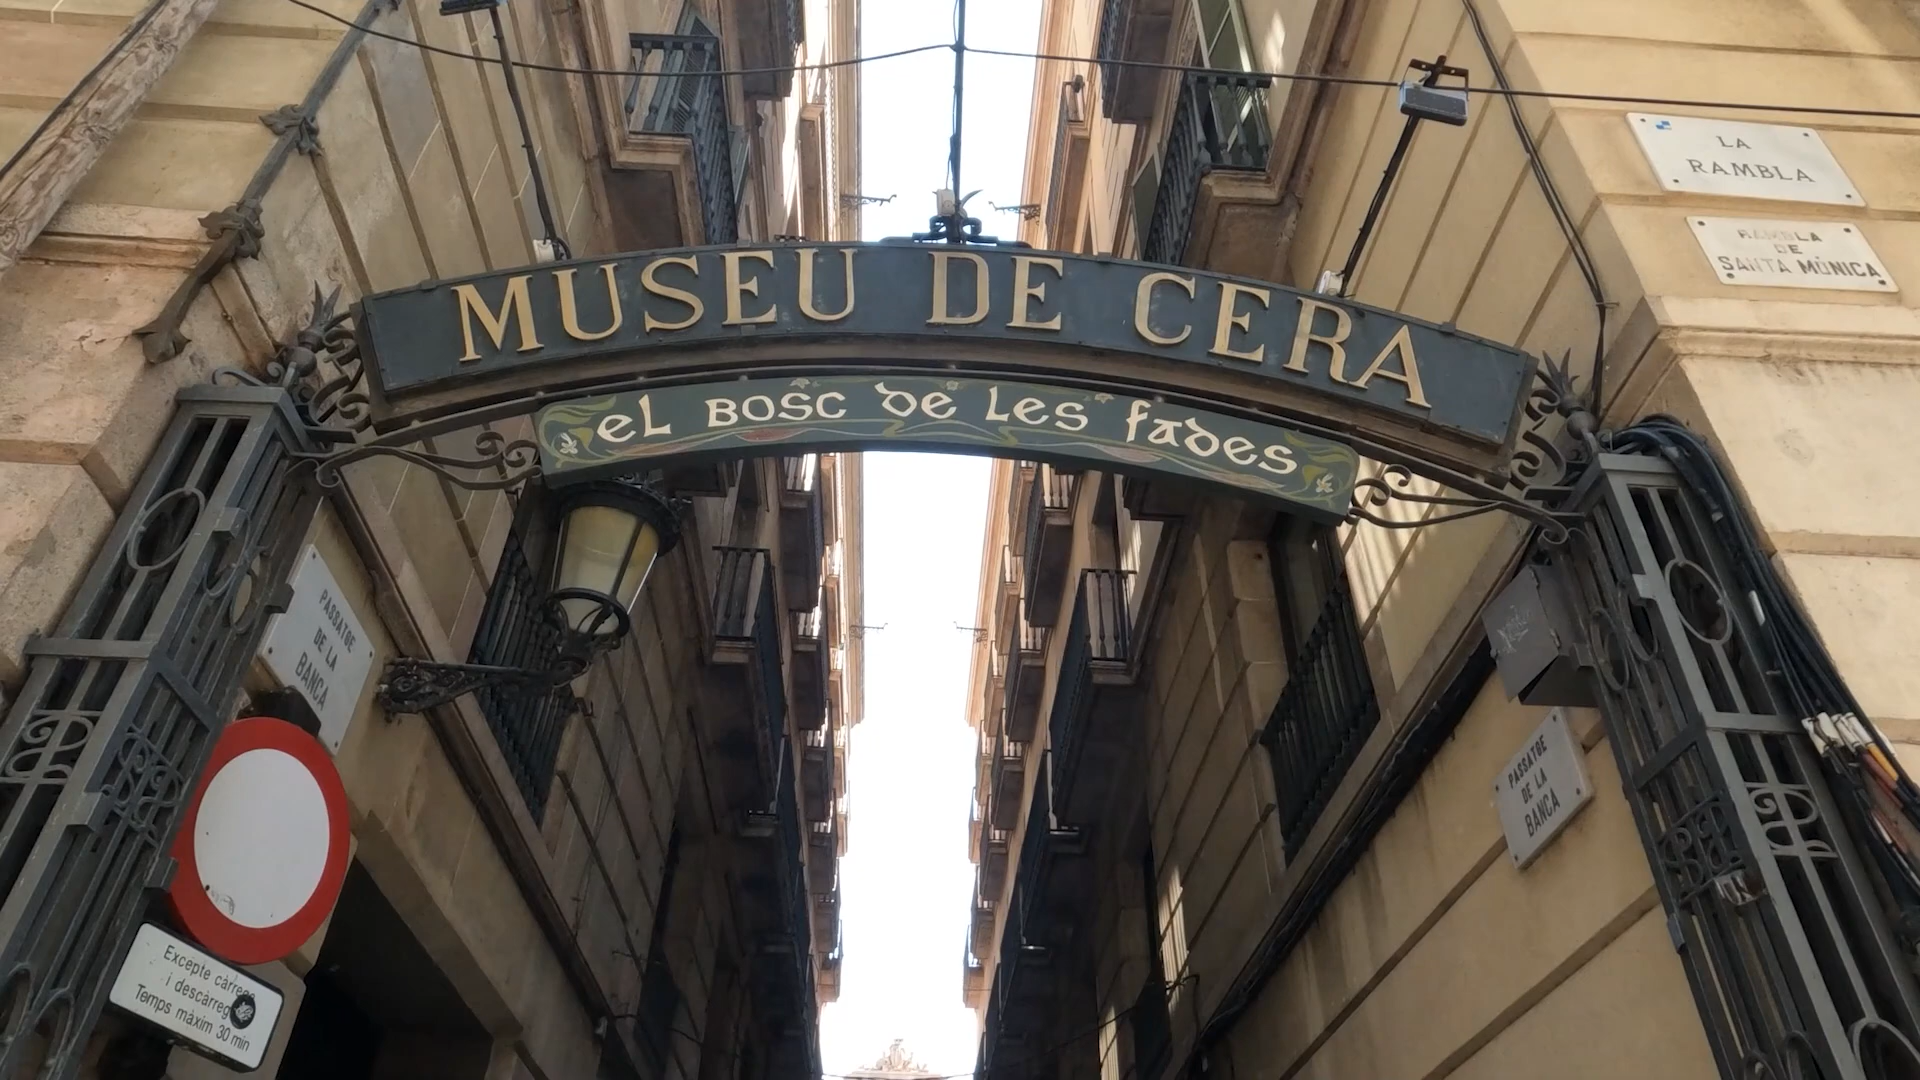 MUSEU DE CERA
eL BOSC De LeS fades
LA
RAMBLA
RAMBLA
DE
SANTA MÒNICA
PASSATGE
DE LA
BANCA
PASSATGE
DE LA
BANCA
Excepte càrrega
i descàrrega
Temps màxim 30 min